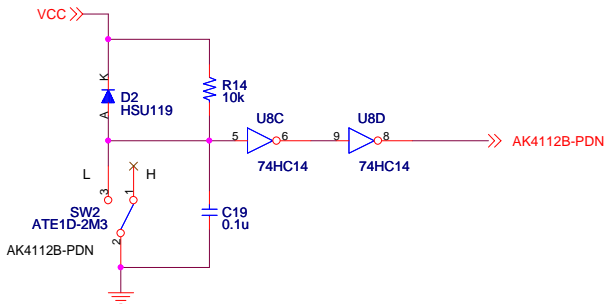 VCC
K
D2
HSU119
A
R14
10k
U8C
5
6
74HC14
U8D
9
8
74HC14
AK4112B-PDN
L
H
3
1
SW2
ATE1D-2M3
2
AK4112B-PDN
C19
0.1u